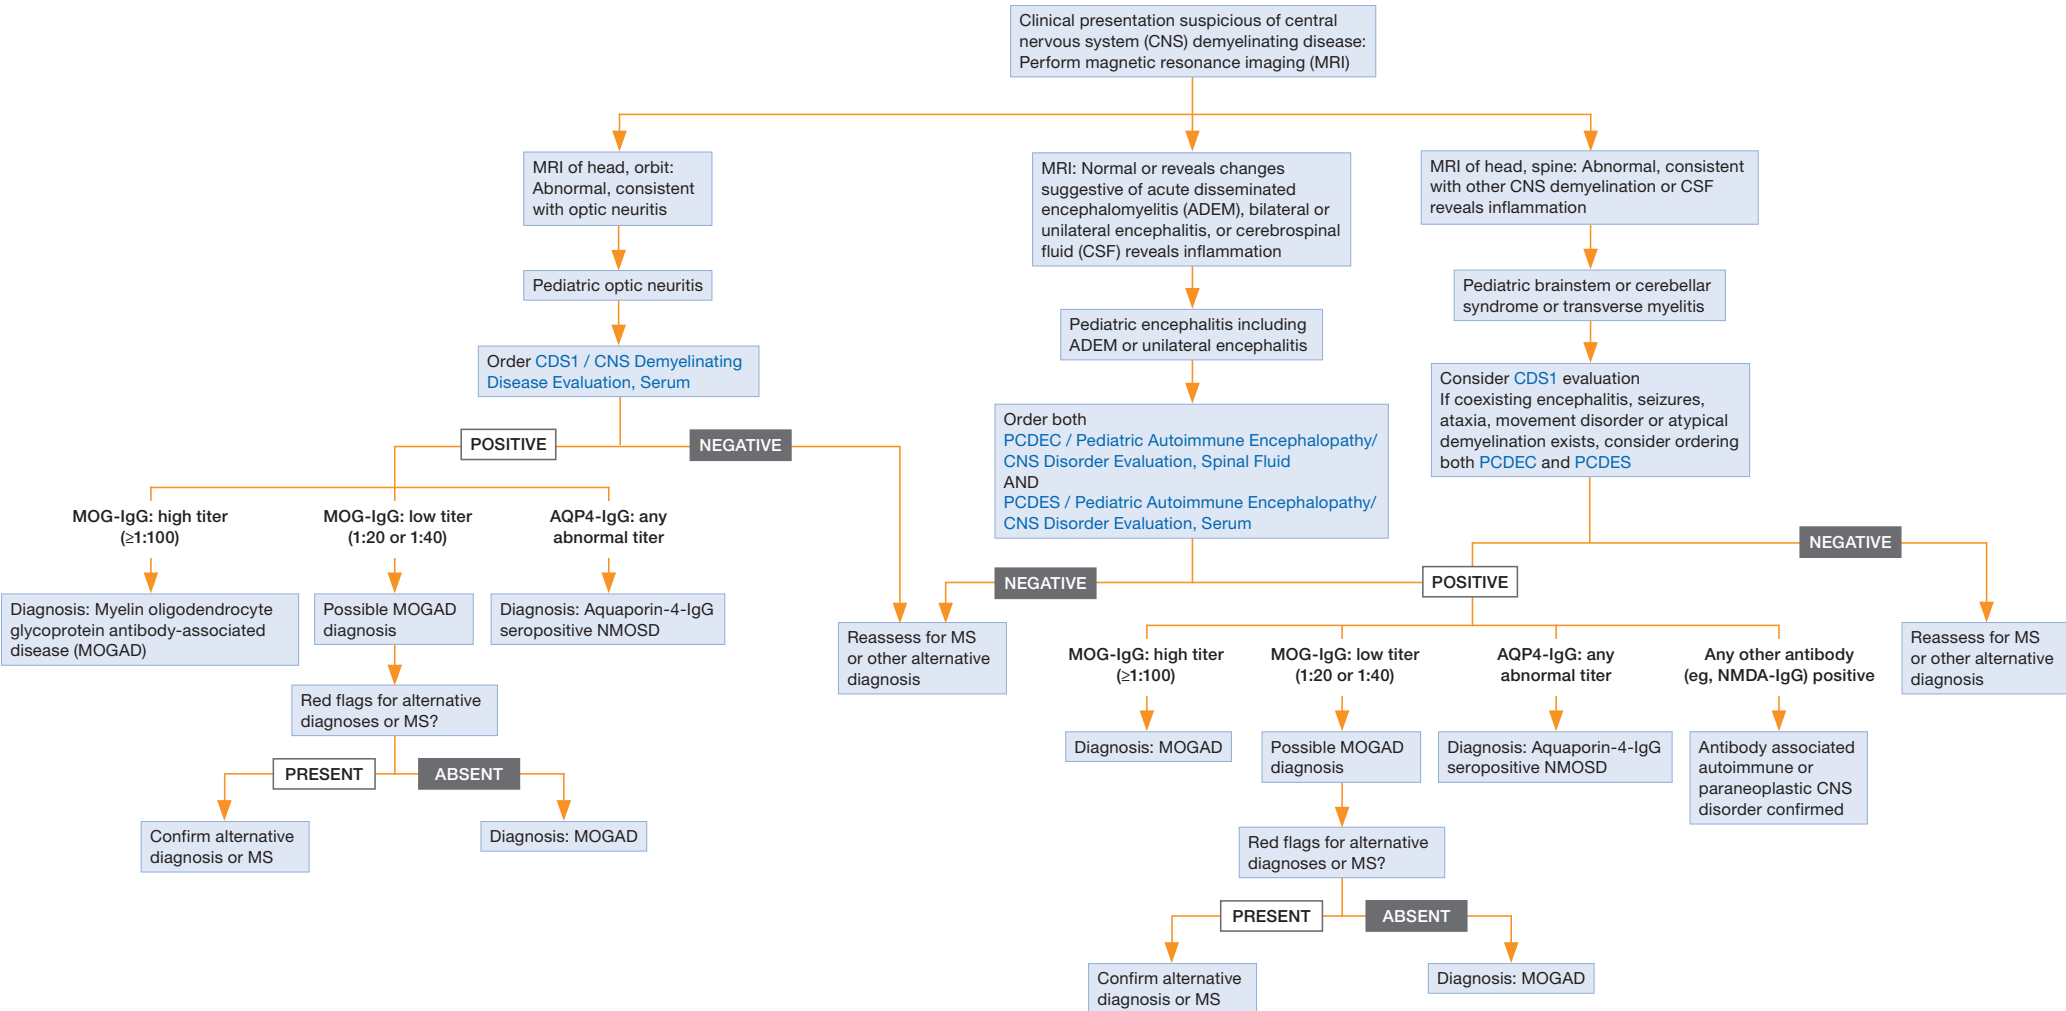 Clinical presentation suspicious of central
nervous system (CNS) demyelinating disease:
Perform magnetic resonance imaging (MRI)
MRI of head, orbit:
Abnormal, consistent
with optic neuritis
Pediatric optic neuritis
Order CDS1 / CNS Demyelinating
Disease Evaluation, Serum
POSITIVE
NEGATIVE
MOG-IgG: high titer
(≥1:100)
MOG-IgG: low titer
(1:20 or 1:40)
AQP4-IgG: any
abnormal titer
Diagnosis: Myelin oligodendrocyte
glycoprotein antibody-associated
disease (MOGAD)
Possible MOGAD
diagnosis
Diagnosis: Aquaporin-4-IgG
seropositive NMOSD
Red flags for alternative
diagnoses or MS?
PRESENT
ABSENT
Confirm alternative
diagnosis or MS
Diagnosis: MOGAD
Reassess for MS
or other alternative
diagnosis
MRI: Normal or reveals changes
suggestive of acute disseminated
encephalomyelitis (ADEM), bilateral or
unilateral encephalitis, or cerebrospinal
fluid (CSF) reveals inflammation
Pediatric encephalitis including
ADEM or unilateral encephalitis
Order both
PCDEC / Pediatric Autoimmune Encephalopathy/
CNS Disorder Evaluation, Spinal Fluid
AND
PCDES / Pediatric Autoimmune Encephalopathy/
CNS Disorder Evaluation, Serum
NEGATIVE
MRI of head, spine: Abnormal, consistent
with other CNS demyelination or CSF
reveals inflammation
Pediatric brainstem or cerebellar
syndrome or transverse myelitis
Consider CDS1 evaluation
If coexisting encephalitis, seizures,
ataxia, movement disorder or atypical
demyelination exists, consider ordering
both PCDEC and PCDES
POSITIVE
NEGATIVE
MOG-IgG: high titer
(≥1:100)
MOG-IgG: low titer
(1:20 or 1:40)
AQP4-IgG: any
abnormal titer
Any other antibody
(eg, NMDA-IgG) positive
Reassess for MS
or other alternative
diagnosis
Diagnosis: MOGAD
Possible MOGAD
diagnosis
Diagnosis: Aquaporin-4-IgG
seropositive NMOSD
Antibody associated
autoimmune or
paraneoplastic CNS
disorder confirmed
Red flags for alternative
diagnoses or MS?
PRESENT
ABSENT
Confirm alternative
diagnosis or MS
Diagnosis: MOGAD